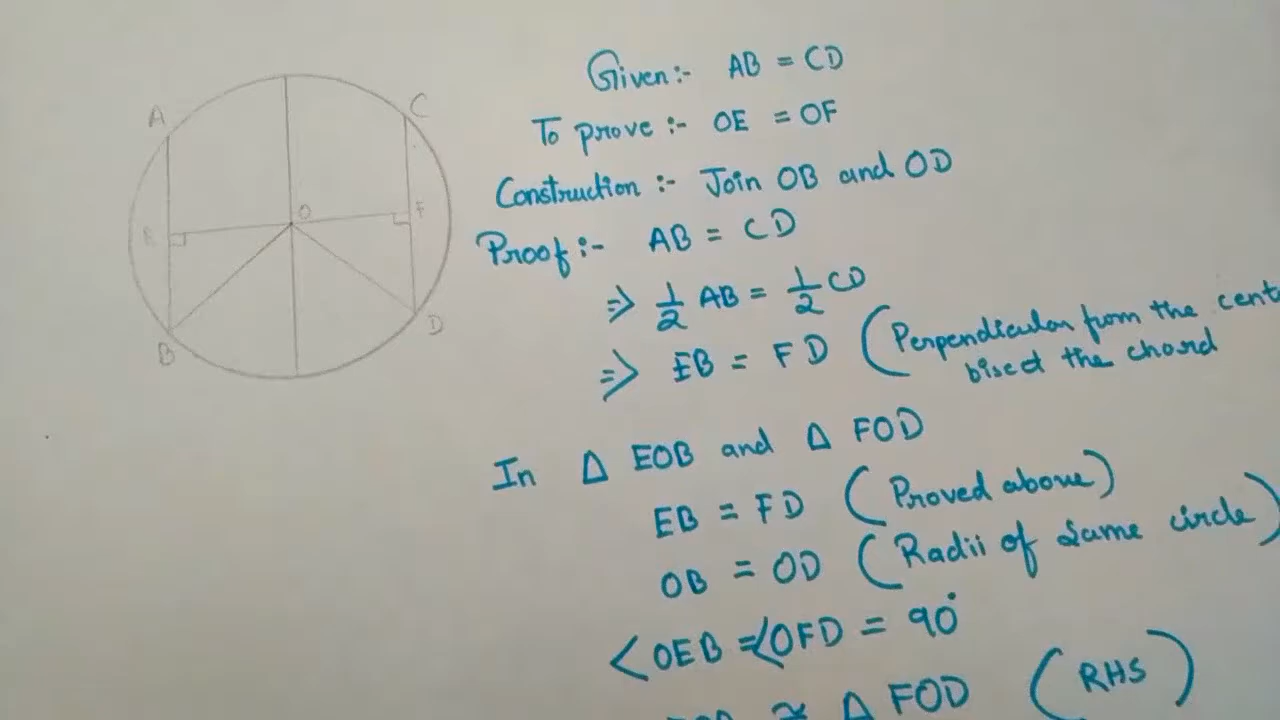 Given:- AB = CD
To prove :- OE = OF
Construction :- Join OB and OD
Proof:- AB = CD
⇒ 1/2 AB = 1/2 CD
⇒ EB = FD (Perpendicular from the
bisect the chord
In Δ EOB and Δ FOD
EB = FD (Proved above)
OB = OD (Radii of same circle)
<OEB =<OFD = 90°
≅ Δ FOD (RHS)
A
C
O
F
E
B
D